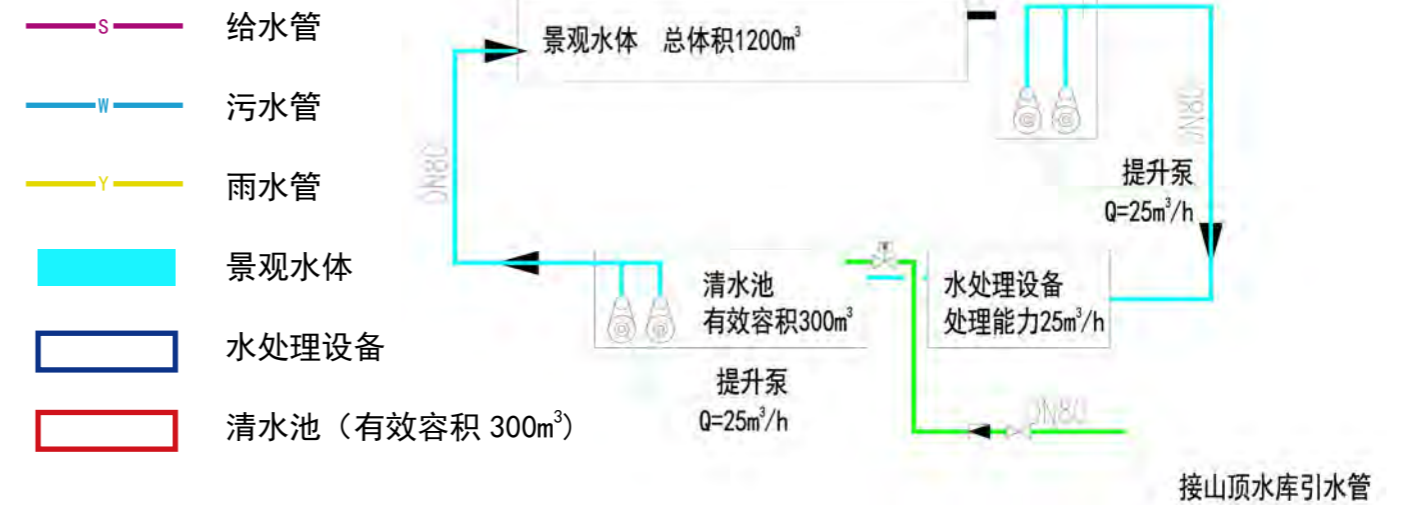 S 给水管
W 污水管
Y 雨水管
景观水体
水处理设备
清水池（有效容积 300m³）
景观水体 总体积1200m³
DN80
DN80
提升泵
Q=25m³/h
清水池
有效容积300m³
水处理设备
处理能力25m³/h
提升泵
Q=25m³/h
DN80
接山顶水库引水管